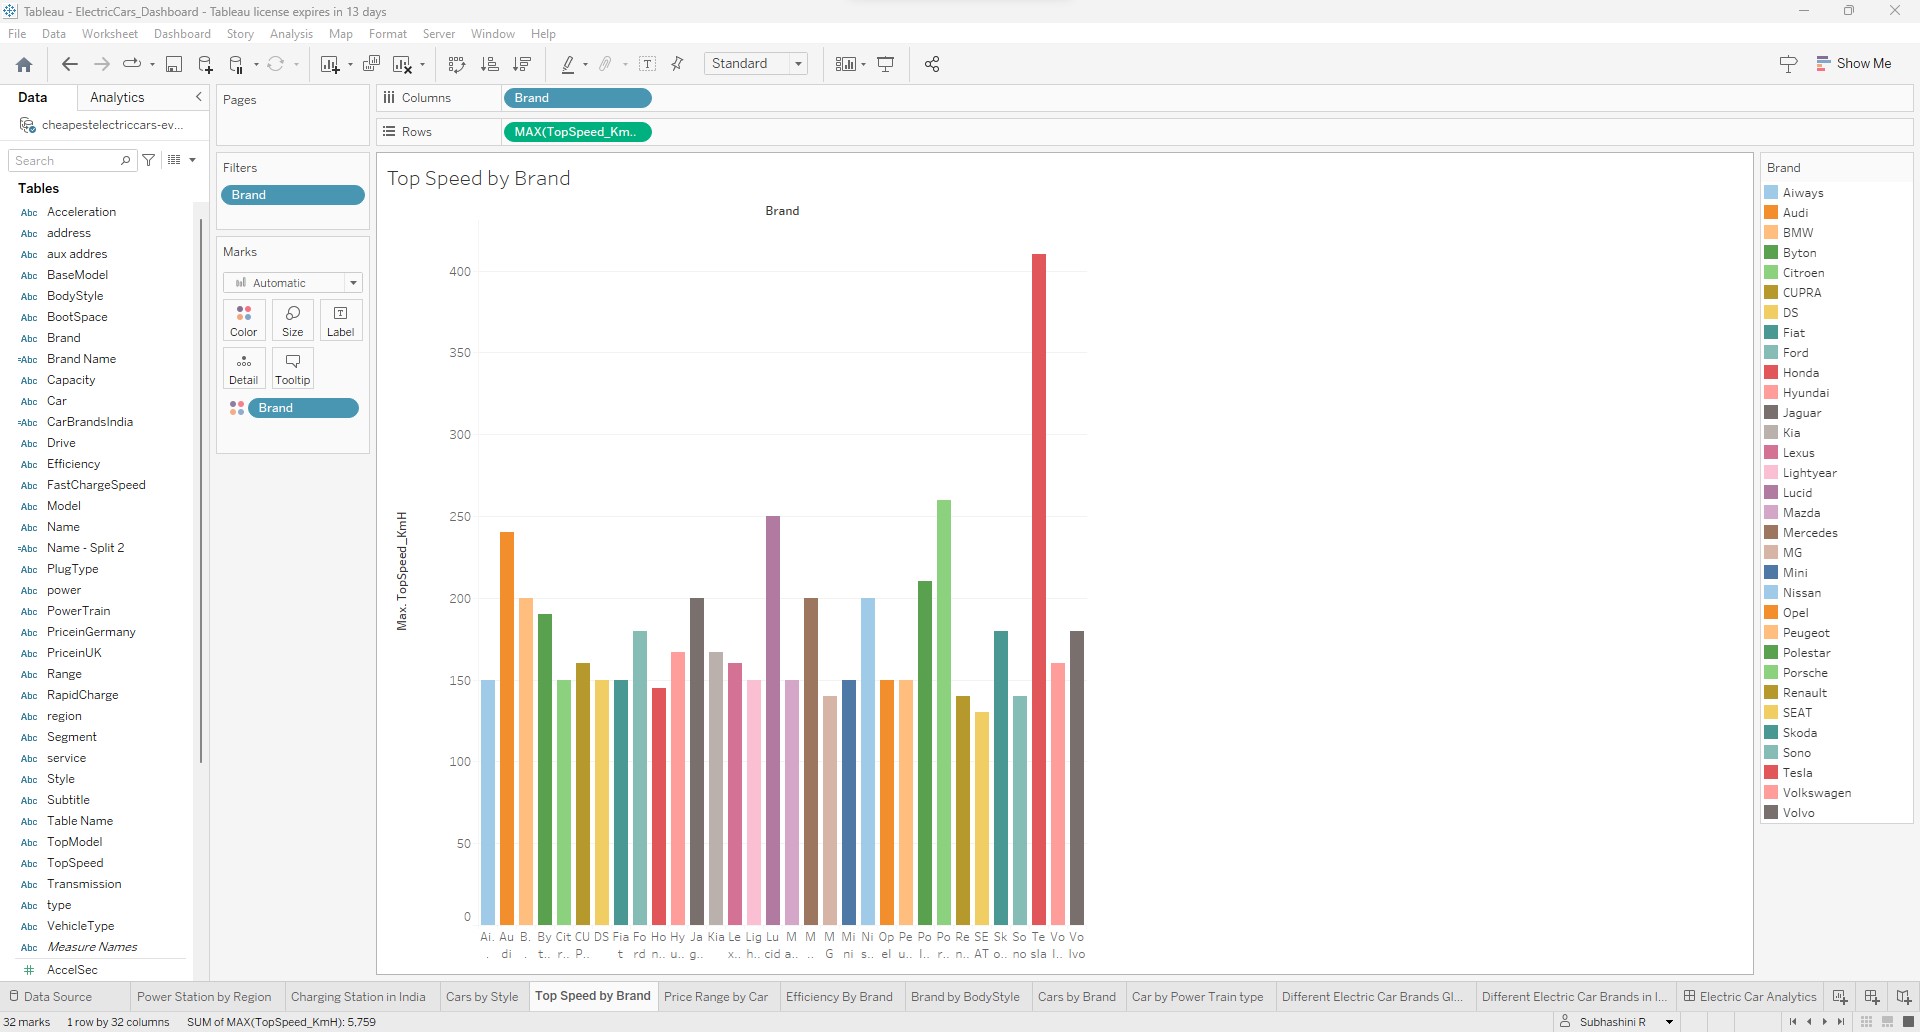 Tableau - ElectricCars_Dashboard - Tableau license expires in 13 days
File Data Worksheet Dashboard Story Analysis Map Format Server Window Help
Standard
Show Me
Data Analytics
cheapestelectriccars-ev...
Search
Tables
Abc Acceleration
Abc address
Abc aux addres
Abc BaseModel
Abc BodyStyle
Abc BootSpace
Abc Brand
=Abc Brand Name
Abc Capacity
Abc Car
=Abc CarBrandsIndia
Abc Drive
Abc Efficiency
Abc FastChargeSpeed
Abc Model
Abc Name
=Abc Name - Split 2
Abc PlugType
Abc power
Abc PowerTrain
Abc PriceinGermany
Abc PriceinUK
Abc Range
Abc RapidCharge
Abc region
Abc Segment
Abc service
Abc Style
Abc Subtitle
Abc Table Name
Abc TopModel
Abc TopSpeed
Abc Transmission
Abc type
Abc VehicleType
Abc Measure Names
# AccelSec
Pages
Filters
Brand
Marks
Automatic
Color Size Label
Detail Tooltip
Brand
Columns Brand
Rows MAX(TopSpeed_Km..
Top Speed by Brand
Brand
Max. TopSpeed_KmH
400
350
300
250
200
150
100
50
0
Ai. Au B. By Cit CU DS Fia Fo Ho Hy Ja Kia Le Lig Lu M M M Mi Ni Op Pe Po Po Re SE Sk So Te Vo Vo
. di . t.. r.. P.. t rd n.. u.. g.. x.. h.. cid a.. .. G ni s.. el u.. l.. r.. n.. AT o.. no sla l.. lvo
Brand
Aiways
Audi
BMW
Byton
Citroen
CUPRA
DS
Fiat
Ford
Honda
Hyundai
Jaguar
Kia
Lexus
Lightyear
Lucid
Mazda
Mercedes
MG
Mini
Nissan
Opel
Peugeot
Polestar
Porsche
Renault
SEAT
Skoda
Sono
Tesla
Volkswagen
Volvo
Data Source Power Station by Region Charging Station in India Cars by Style Top Speed by Brand Price Range by Car Efficiency By Brand Brand by BodyStyle Cars by Brand Car by Power Train type Different Electric Car Brands Gl... Different Electric Car Brands in I... Electric Car Analytics
32 marks 1 row by 32 columns SUM of MAX(TopSpeed_KmH): 5,759 Subhashini R